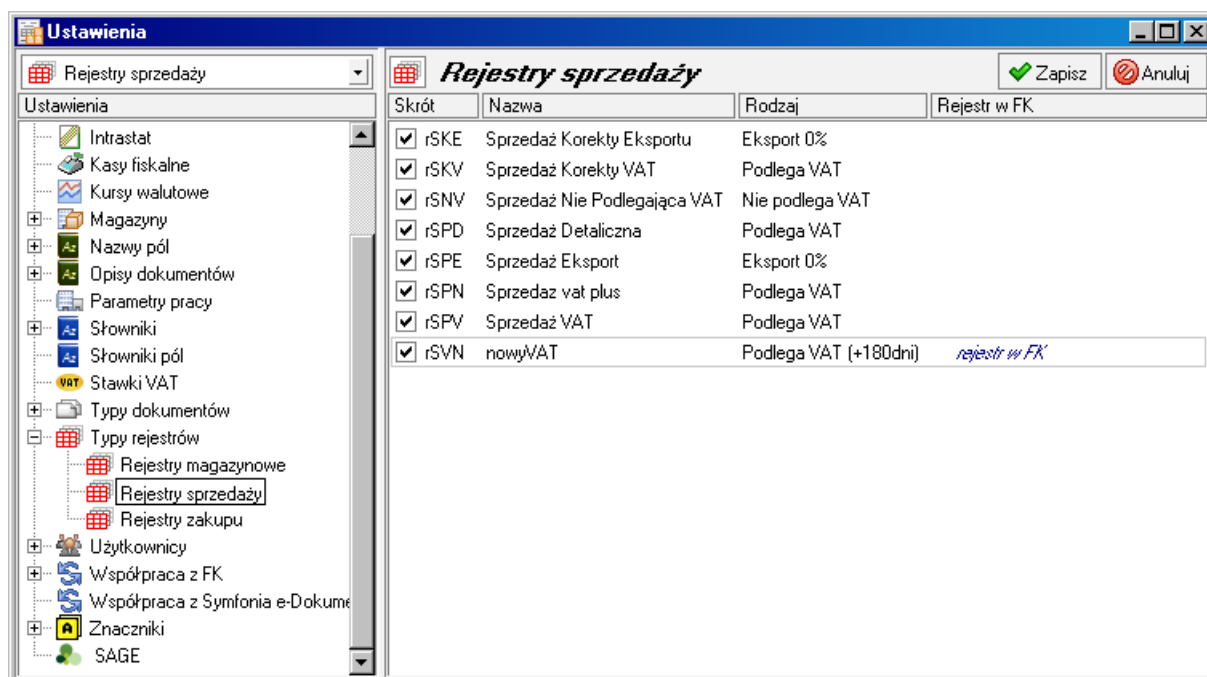 Ustawienia
Rejestry sprzedaży
Rejestry sprzedaży
Zapisz Anuluj
Ustawienia
Skrót Nazwa Rodzaj Rejestr w FK
Intrastat
Kasy fiskalne
Kursy walutowe
Magazyny
Nazwy pól
Opisy dokumentów
Parametry pracy
Słowniki
Słowniki pól
VAT Stawki VAT
Typy dokumentów
Typy rejestrów
Rejestry magazynowe
Rejestry sprzedaży
Rejestry zakupu
Użytkownicy
Współpraca z FK
Współpraca z Symfonia e-Dokume
Znaczniki
SAGE
rSKE Sprzedaż Korekty Eksportu Eksport 0%
rSKV Sprzedaż Korekty VAT Podlega VAT
rSNV Sprzedaż Nie Podlegająca VAT Nie podlega VAT
rSPD Sprzedaż Detaliczna Podlega VAT
rSPE Sprzedaż Eksport Eksport 0%
rSPN Sprzedaz vat plus Podlega VAT
rSPV Sprzedaż VAT Podlega VAT
rSVN nowyVAT Podlega VAT (+180dni) rejestr w FK